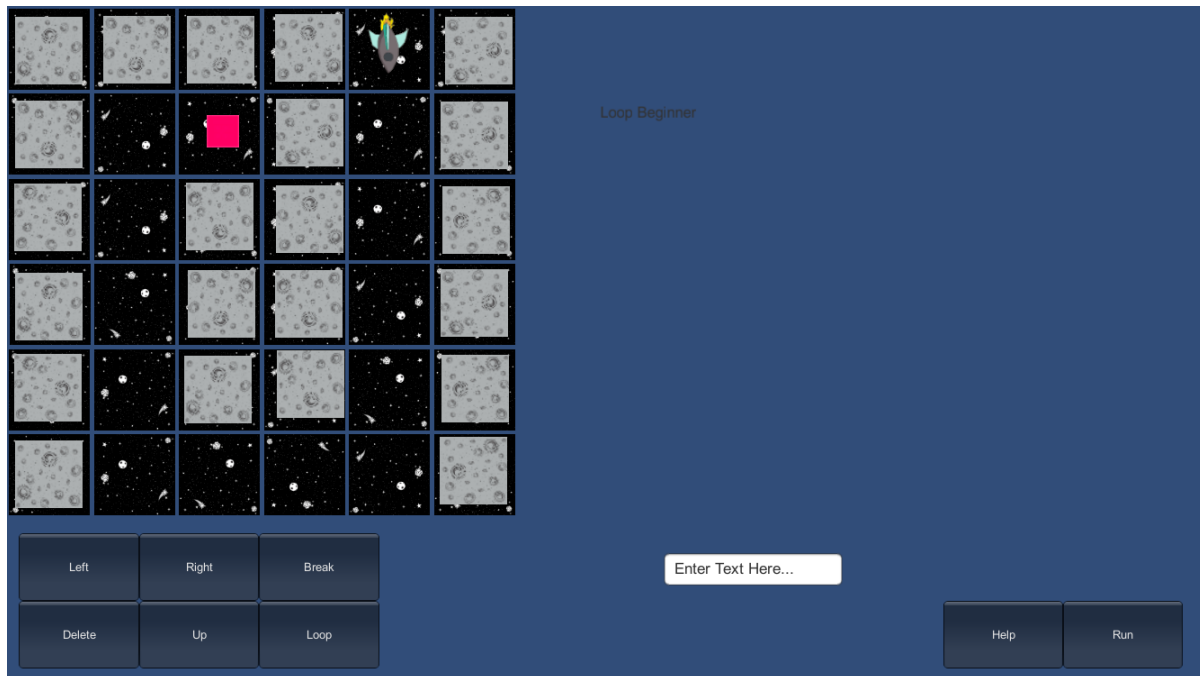 Loop Beginner
Left
Right
Break
Enter Text Here...
Delete
Up
Loop
Help
Run